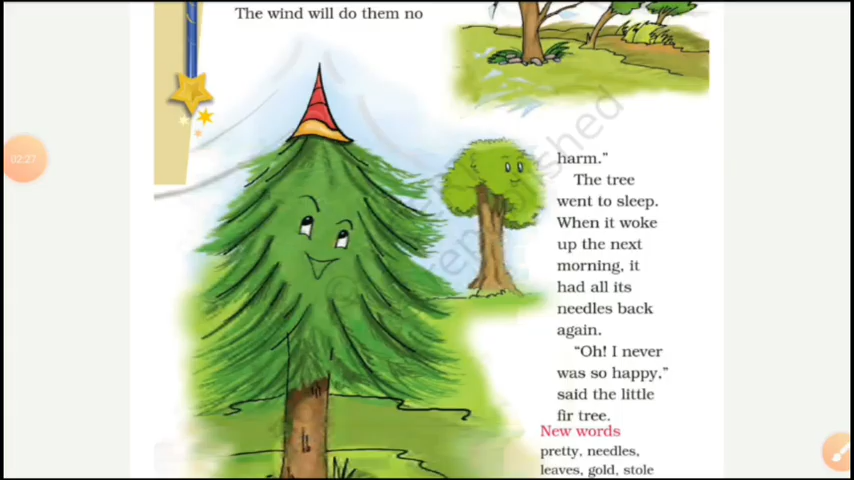 The wind will do them no
harm.”
The tree
went to sleep.
When it woke
up the next
morning, it
had all its
needles back
again.
“Oh! I never
was so happy,”
said the little
fir tree.
New words
pretty, needles,
leaves, gold, stole
02:27